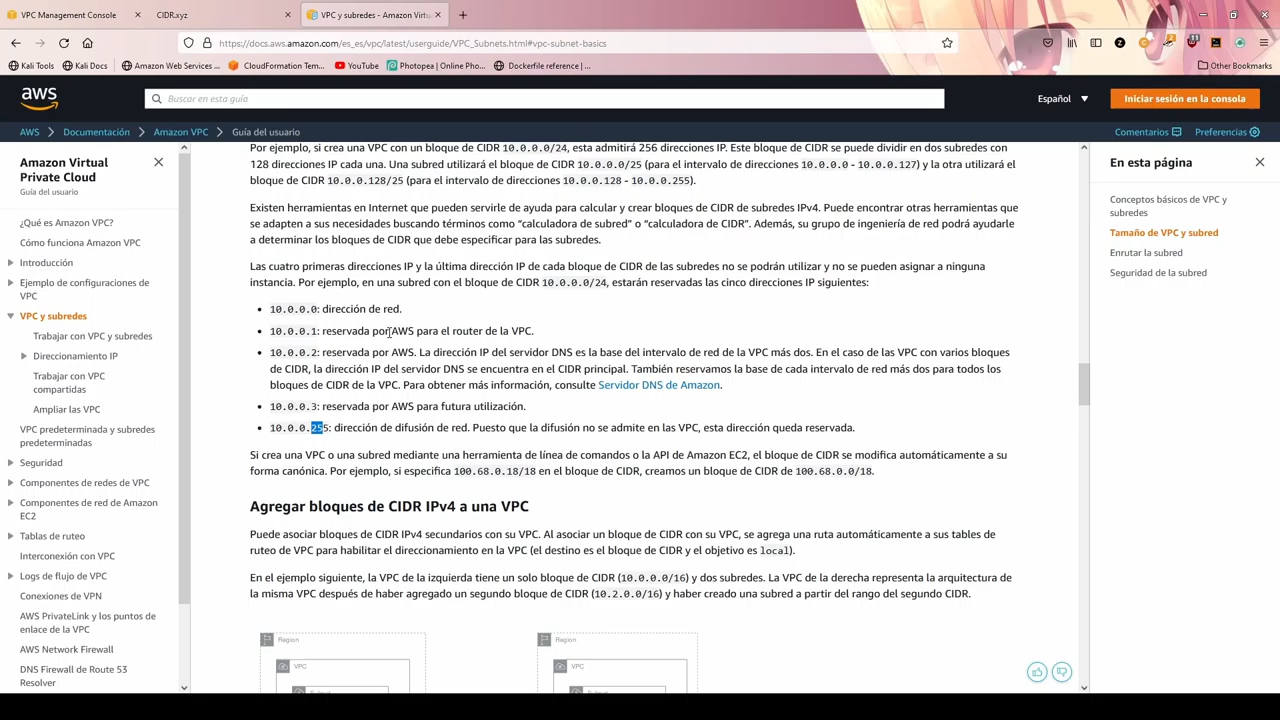 VPC Management Console
CIDR.xyz
VPC y subredes - Amazon Virtu
https://docs.aws.amazon.com/es_es/vpc/latest/userguide/VPC_Subnets.html#vpc-subnet-basics
Kali Tools
Kali Docs
Amazon Web Services ...
CloudFormation Tem...
YouTube
Photopea | Online Pho...
Dockerfile reference | ...
Other Bookmarks
aws
Buscar en esta guía
Español
Iniciar sesión en la consola
AWS
Documentación
Amazon VPC
Guía del usuario
Comentarios
Preferencias
Amazon Virtual
Private Cloud
Guía del usuario
¿Qué es Amazon VPC?
Cómo funciona Amazon VPC
Introducción
Ejemplo de configuraciones de
VPC
VPC y subredes
Trabajar con VPC y subredes
Direccionamiento IP
Trabajar con VPC
compartidas
Ampliar las VPC
VPC predeterminada y subredes
predeterminadas
Seguridad
Componentes de redes de VPC
Componentes de red de Amazon
EC2
Tablas de ruteo
Interconexión con VPC
Logs de flujo de VPC
Conexiones de VPN
AWS PrivateLink y los puntos de
enlace de la VPC
AWS Network Firewall
DNS Firewall de Route 53
Resolver
Por ejemplo, si crea una VPC con un bloque de CIDR 10.0.0.0/24, esta admitirá 256 direcciones IP. Este bloque de CIDR se puede dividir en dos subredes con
128 direcciones IP cada una. Una subred utilizará el bloque de CIDR 10.0.0.0/25 (para el intervalo de direcciones 10.0.0.0 - 10.0.0.127) y la otra utilizará el
bloque de CIDR 10.0.0.128/25 (para el intervalo de direcciones 10.0.0.128 - 10.0.0.255).
Existen herramientas en Internet que pueden servirle de ayuda para calcular y crear bloques de CIDR de subredes IPv4. Puede encontrar otras herramientas que
se adapten a sus necesidades buscando términos como “calculadora de subred” o “calculadora de CIDR”. Además, su grupo de ingeniería de red podrá ayudarle
a determinar los bloques de CIDR que debe especificar para las subredes.
Las cuatro primeras direcciones IP y la última dirección IP de cada bloque de CIDR de las subredes no se podrán utilizar y no se pueden asignar a ninguna
instancia. Por ejemplo, en una subred con el bloque de CIDR 10.0.0.0/24, estarán reservadas las cinco direcciones IP siguientes:
10.0.0.0: dirección de red.
10.0.0.1: reservada por AWS para el router de la VPC.
10.0.0.2: reservada por AWS. La dirección IP del servidor DNS es la base del intervalo de red de la VPC más dos. En el caso de las VPC con varios bloques
de CIDR, la dirección IP del servidor DNS se encuentra en el CIDR principal. También reservamos la base de cada intervalo de red más dos para todos los
bloques de CIDR de la VPC. Para obtener más información, consulte Servidor DNS de Amazon.
10.0.0.3: reservada por AWS para futura utilización.
10.0.0.255: dirección de difusión de red. Puesto que la difusión no se admite en las VPC, esta dirección queda reservada.
Si crea una VPC o una subred mediante una herramienta de línea de comandos o la API de Amazon EC2, el bloque de CIDR se modifica automáticamente a su
forma canónica. Por ejemplo, si especifica 100.68.0.18/18 en el bloque de CIDR, creamos un bloque de CIDR de 100.68.0.0/18.
Agregar bloques de CIDR IPv4 a una VPC
Puede asociar bloques de CIDR IPv4 secundarios con su VPC. Al asociar un bloque de CIDR con su VPC, se agrega una ruta automáticamente a sus tables de
ruteo de VPC para habilitar el direccionamiento en la VPC (el destino es el bloque de CIDR y el objetivo es local).
En el ejemplo siguiente, la VPC de la izquierda tiene un solo bloque de CIDR (10.0.0.0/16) y dos subredes. La VPC de la derecha representa la arquitectura de
la misma VPC después de haber agregado un segundo bloque de CIDR (10.2.0.0/16) y haber creado una subred a partir del rango del segundo CIDR.
Region
VPC
Region
VPC
En esta página
Conceptos básicos de VPC y
subredes
Tamaño de VPC y subred
Enrutar la subred
Seguridad de la subred